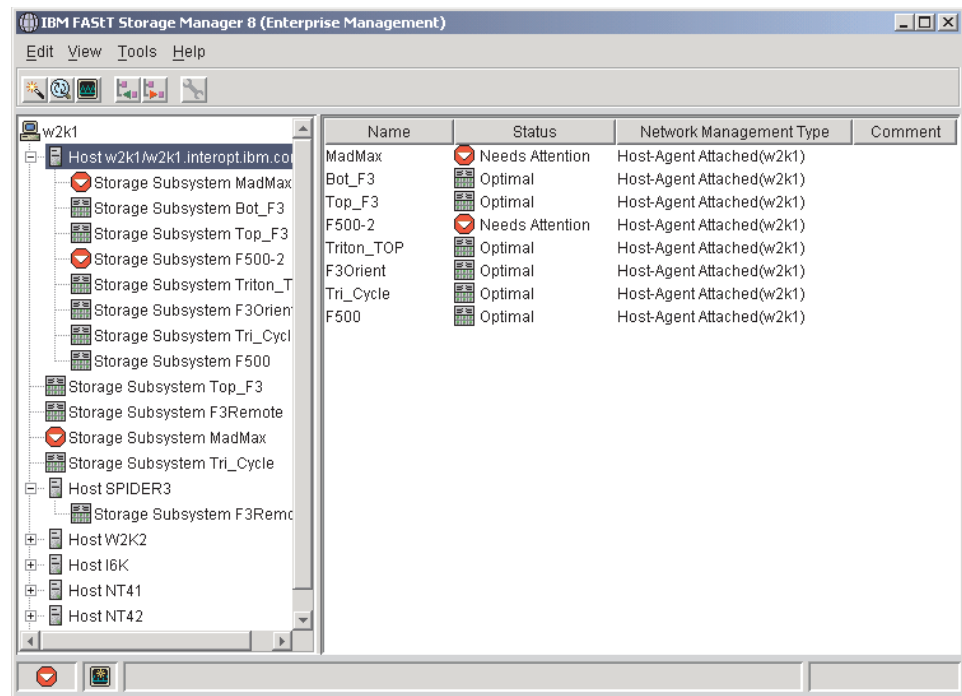 IBM FAStT Storage Manager 8 (Enterprise Management)
Edit View Tools Help
w2k1
Host w2k1/w2k1.interopt.ibm.co
Storage Subsystem MadMax
Storage Subsystem Bot_F3
Storage Subsystem Top_F3
Storage Subsystem F500-2
Storage Subsystem Triton_T
Storage Subsystem F3Orien
Storage Subsystem Tri_Cycl
Storage Subsystem F500
Storage Subsystem Top_F3
Storage Subsystem F3Remote
Storage Subsystem MadMax
Storage Subsystem Tri_Cycle
Host SPIDER3
Storage Subsystem F3Remo
Host W2K2
Host I6K
Host NT41
Host NT42
Name Status Network Management Type Comment
MadMax Needs Attention Host-Agent Attached(w2k1)
Bot_F3 Optimal Host-Agent Attached(w2k1)
Top_F3 Optimal Host-Agent Attached(w2k1)
F500-2 Needs Attention Host-Agent Attached(w2k1)
Triton_TOP Optimal Host-Agent Attached(w2k1)
F3Orient Optimal Host-Agent Attached(w2k1)
Tri_Cycle Optimal Host-Agent Attached(w2k1)
F500 Optimal Host-Agent Attached(w2k1)